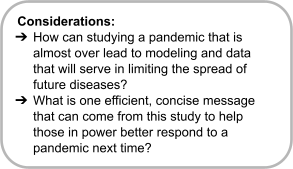 Considerations:
➔ How can studying a pandemic that is
almost over lead to modeling and data
that will serve in limiting the spread of
future diseases?
➔ What is one efficient, concise message
that can come from this study to help
those in power better respond to a
pandemic next time?